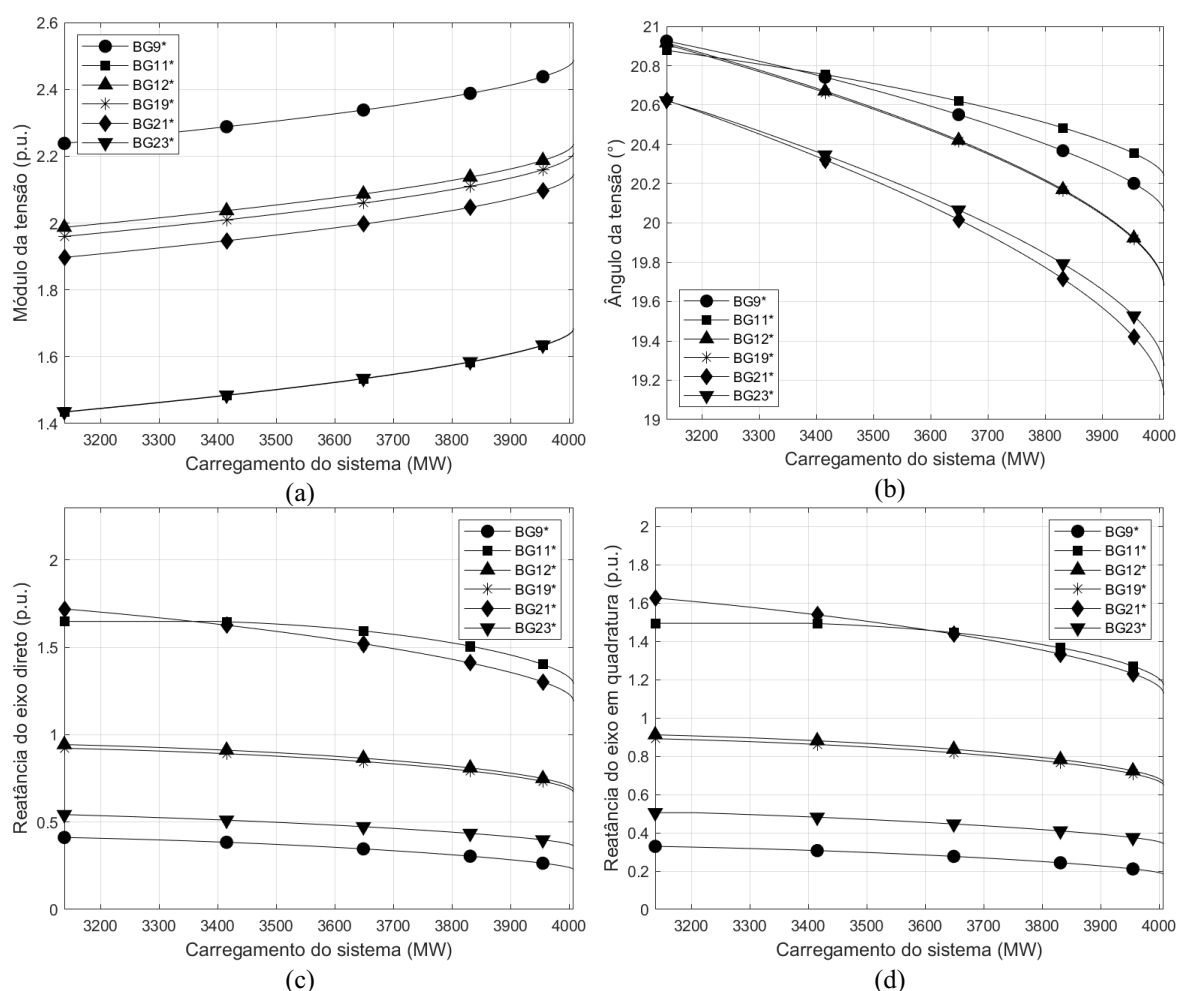 2.6
2.4
2.2
2
1.8
1.6
1.4
Módulo da tensão (p.u.)
BG9*
BG11*
BG12*
BG19*
BG21*
BG23*
3200 3300 3400 3500 3600 3700 3800 3900 4000
Carregamento do sistema (MW)
(a)
21
20.8
20.6
20.4
20.2
20
19.8
19.6
19.4
19.2
19
Ângulo da tensão (°)
BG9*
BG11*
BG12*
BG19*
BG21*
BG23*
3200 3300 3400 3500 3600 3700 3800 3900 4000
Carregamento do sistema (MW)
(b)
2
1.5
1
0.5
0
Reatância do eixo direto (p.u.)
BG9*
BG11*
BG12*
BG19*
BG21*
BG23*
3200 3300 3400 3500 3600 3700 3800 3900 4000
Carregamento do sistema (MW)
(c)
2
1.8
1.6
1.4
1.2
1
0.8
0.6
0.4
0.2
0
Reatância do eixo em quadratura (p.u.)
BG9*
BG11*
BG12*
BG19*
BG21*
BG23*
3200 3300 3400 3500 3600 3700 3800 3900 4000
Carregamento do sistema (MW)
(d)